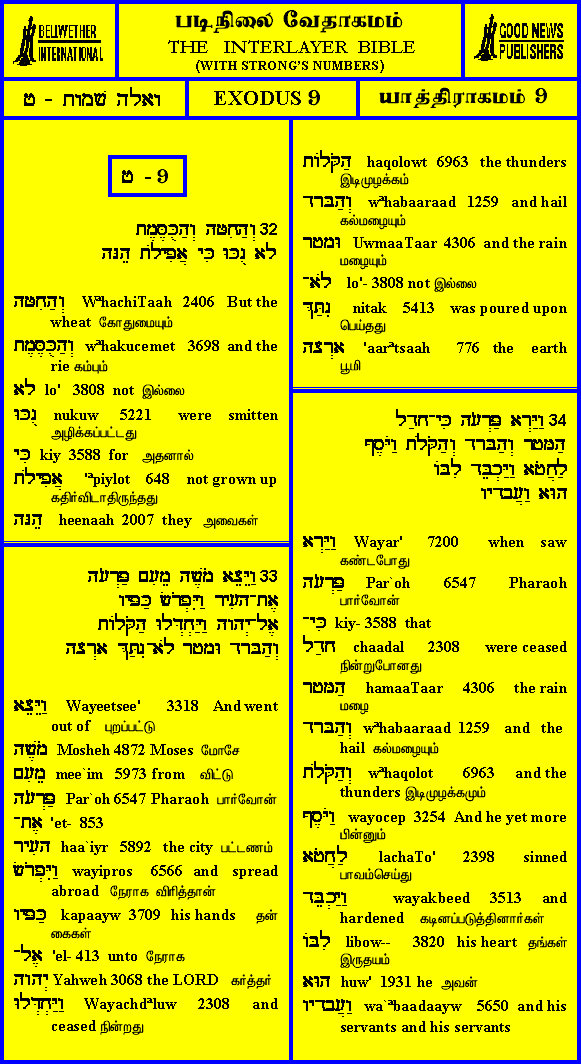 BELLWETHER
INTERNATIONAL
படிநிலை வேதாகமம்
THE INTERLAYER BIBLE
(WITH STRONG'S NUMBERS)
GOOD NEWS
PUBLISHERS
ואלה שמות - ט
EXODUS 9
யாத்திராகமம் 9
ט - 9
32 וְהַחִטָּה וְהַכֻּסֶּמֶת
לֹא נֻכּוּ כִּי אֲפִילֹת הֵנָּה
וְהַחִטָּה WᵊhachiTaah 2406 But the
wheat கோதுமையும்
וְהַכֻּסֶּמֶת wᵊhakucemet 3698 and the
rie கம்பும்
לֹא lo' 3808 not இல்லை
נֻכּוּ nukuw 5221 were smitten
அழிக்கப்பட்டது
כִּי kiy 3588 for அதனால்
אֲפִילֹת 'ᵃpiylot 648 not grown up
கதிர்விடாதிருந்தது
הֵנָּה heenaah 2007 they அவைகள்
33 וַיֵּצֵא מֹשֶׁה מֵעִם פַּרְעֹה
אֶת־הָעִיר וַיִּפְרֹשׂ כַּפָּיו
אֶל־יְהוָה וַיַּחְדְּלוּ הַקֹּלוֹת
וְהַבָּרָד וּמָטָר לֹא־נִתַּךְ אָרְצָה
וַיֵּצֵא Wayeetsee' 3318 And went
out of புறப்பட்டு
מֹשֶׁה Mosheh 4872 Moses மோசே
מֵעִם mee`im 5973 from விட்டு
פַּרְעֹה Par`oh 6547 Pharaoh பார்வோன்
אֶת־ 'et- 853
הָעִיר haa`iyr 5892 the city பட்டணம்
וַיִּפְרֹשׂ wayipros 6566 and spread
abroad நேராக விரித்தான்
כַּפָּיו kapaayw 3709 his hands தன்
கைகள்
אֶל־ 'el- 413 unto நேராக
יְהוָה Yahweh 3068 the LORD கர்த்தர்
וַיַּחְדְּלוּ Wayachdᵊluw 2308 and
ceased நின்றது
הַקֹּלוֹת haqolowt 6963 the thunders
இடிமுழக்கம்
וְהַבָּרָד wᵊhabaaraad 1259 and hail
கல்மழையும்
וּמָטָר UwmaaTaar 4306 and the rain
மழையும்
לֹא־ lo'- 3808 not இல்லை
נִתַּךְ nitak 5413 was poured upon
பெய்தது
אָרְצָה 'aarᵊtsaah 776 the earth
பூமி
34 וַיַּרְא פַּרְעֹה כִּי־חָדַל
הַמָּטָר וְהַבָּרָד וְהַקֹּלֹת וַיֹּסֶף
לַחֲטֹא וַיַּכְבֵּד לִבּוֹ
הוּא וַעֲבָדָיו
וַיַּרְא Wayar' 7200 when saw
கண்டபோது
פַּרְעֹה Par`oh 6547 Pharaoh
பார்வோன்
כִּי־ kiy- 3588 that
חָדַל chaadal 2308 were ceased
நின்றுபோனது
הַמָּטָר hamaaTaar 4306 the rain
மழை
וְהַבָּרָד wᵊhabaaraad 1259 and the
hail கல்மழையும்
וְהַקֹּלֹת wᵊhaqolot 6963 and the
thunders இடிமுழக்கமும்
וַיֹּסֶף wayocep 3254 And he yet more
பின்னும்
לַחֲטֹא lachaTo' 2398 sinned
பாவம்செய்து
וַיַּכְבֵּד wayakbeed 3513 and
hardened கடினப்படுத்தினார்கள்
לִבּוֹ libow-- 3820 his heart தங்கள்
இருதயம்
הוּא huw' 1931 he அவன்
וַעֲבָדָיו wa`ᵃbaadaayw 5650 and his
servants and his servants